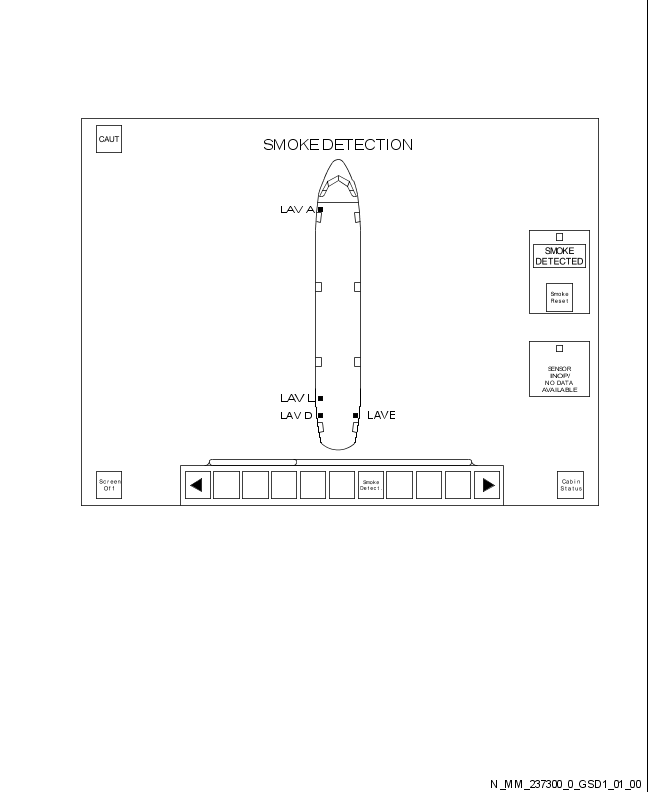 CAUT
SMOKE DETECTION
LAV A
SMOKE
DETECTED
Smoke
Reset
SENSOR
INOP/
NO DATA
AVAILABLE
LAV L
LAV D
LAV E
Screen
Off
Smoke
Detect.
Cabin
Status
N_MM_237300_0_GSD1_01_00